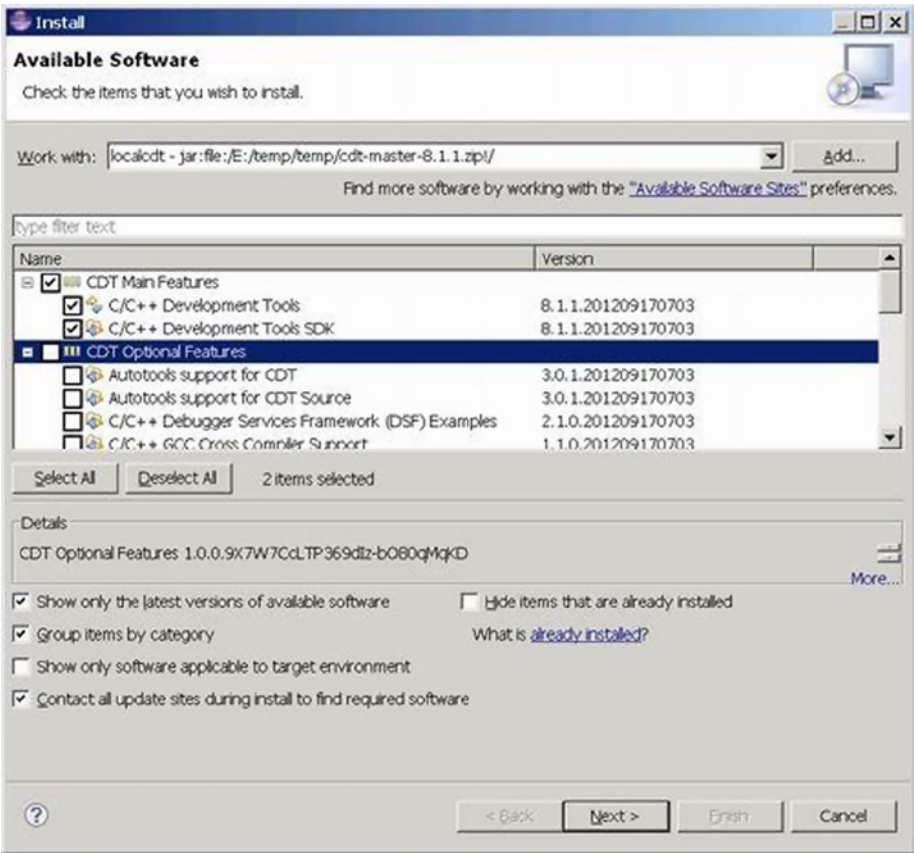 Install
Available Software
Check the items that you wish to install.
Work with: localcdt - jar:file:/E:/temp/temp/cdt-master-8.1.1.zip!/ Add...
Find more software by working with the "Available Software Sites" preferences.
type filter text
Name Version
CDT Main Features
C/C++ Development Tools 8.1.1.201209170703
C/C++ Development Tools SDK 8.1.1.201209170703
CDT Optional Features
Autotools support for CDT 3.0.1.201209170703
Autotools support for CDT Source 3.0.1.201209170703
C/C++ Debugger Services Framework (DSF) Examples 2.1.0.201209170703
C/C++ GCC Cross Compiler Support 1.1.0.201209170703
Select All Deselect All 2 items selected
Details
CDT Optional Features
More...
Show only the latest versions of available software Hide items that are already installed
Group items by category What is already installed?
Show only software applicable to target environment
Contact all update sites during install to find required software
< Back Next > Finish Cancel